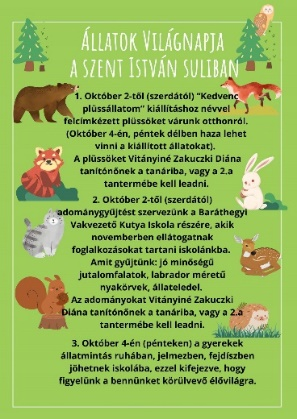 ÁLLATOK VILÁGNAPJA
A SZENT ISTVÁN SULIBAN
1. Október 2-től (szerdától) "Kedvenc
plüssállatom" kiállításhoz névvel
felcímkézett plüssöket várunk otthonról.
(Október 4-én, péntek délben haza lehet
vinni a kiállított állatokat).
A plüssöket Vitányiné Zakuczki Diána
tanítónőnek a tanáriba, vagy a 2.a
tantermébe kell leadni.
2. Október 2-től (szerdától)
adománygyűjtést szervezünk a Baráthegyi
Vakvezető Kutya Iskola részére, akik
novemberben ellátogatnak
foglalkozásokat tartani iskolánkba.
Amit gyűjtünk: jó minőségű
jutalomfalatok, labrador méretű
nyakörvek, állateledel.
Az adományokat Vitányiné Zakuczki
Diána tanítónőnek a tanáriba, vagy a 2.a
tantermébe kell leadni.
3. Október 4-én (pénteken) a gyerekek
állatmintás ruhában, jelmezben, fejdíszben
jöhetnek iskolába, ezzel kifejezve, hogy
figyelünk a bennünket körülvevő élővilágra.